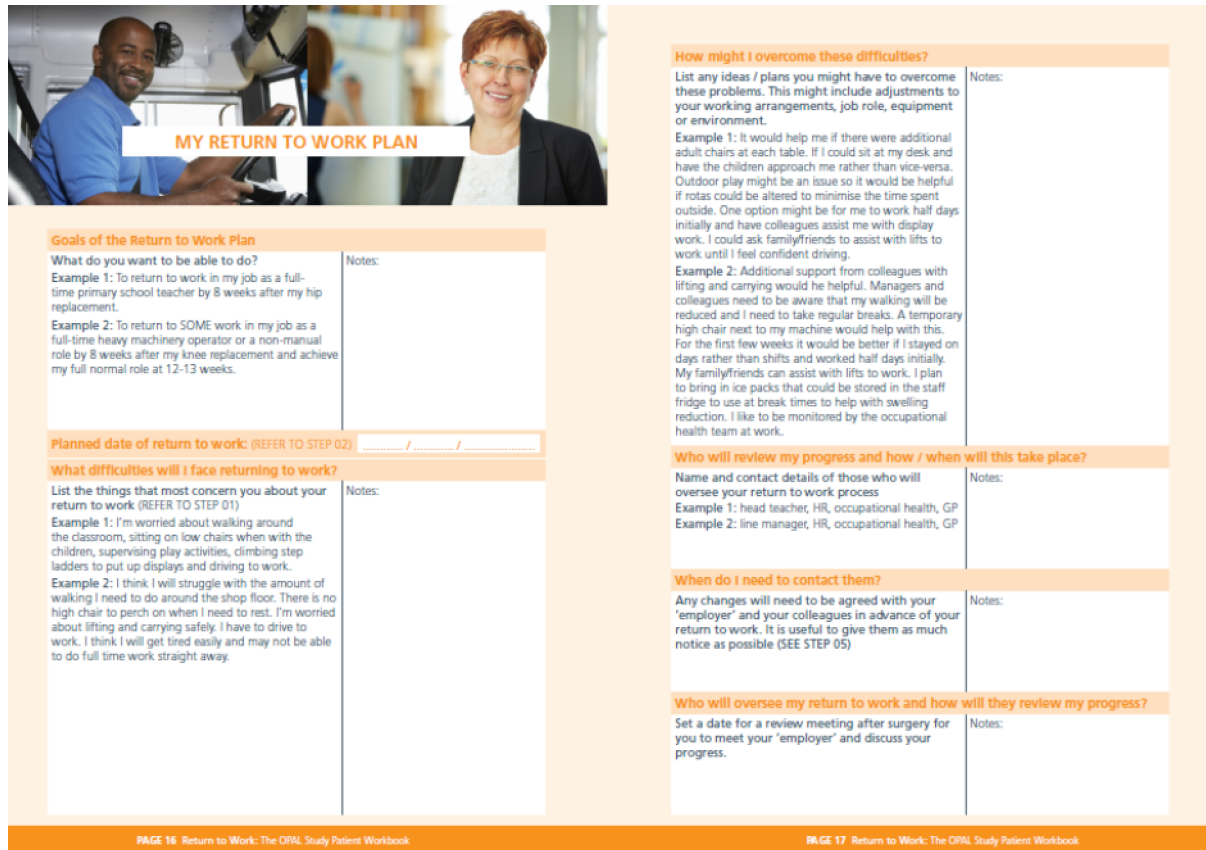 MY RETURN TO WORK PLAN
Goals of the Return to Work Plan
What do you want to be able to do?
Example 1: To return to work in my job as a full-
time primary school teacher by 8 weeks after my hip
replacement.
Example 2: To return to SOME work in my job as a
full-time heavy machinery operator or a non-manual
role by 8 weeks after my knee replacement and achieve
my full normal role at 12-13 weeks.
Notes:
Planned date of return to work: (REFER TO STEP 02) ............ / ............ / .....................
What difficulties will I face returning to work?
List the things that most concern you about your
return to work (REFER TO STEP 01)
Example 1: I'm worried about walking around
the classroom, sitting on low chairs when with the
children, supervising play activities, climbing step
ladders to put up displays and driving to work.
Example 2: I think I will struggle with the amount of
walking I need to do around the shop floor. There is no
high chair to perch on when I need to rest. I'm worried
about lifting and carrying safely. I have to drive to
work. I think I will get tired easily and may not be able
to do full time work straight away.
Notes:
PAGE 16 Return to Work: The OPAL Study Patient Workbook
How might I overcome these difficulties?
List any ideas / plans you might have to overcome
these problems. This might include adjustments to
your working arrangements, job role, equipment
or environment.
Example 1: It would help me if there were additional
adult chairs at each table. If I could sit at my desk and
have the children approach me rather than vice-versa.
Outdoor play might be an issue so it would be helpful
if rotas could be altered to minimise the time spent
outside. One option might be for me to work half days
initially and have colleagues assist me with display
work. I could ask family/friends to assist with lifts to
work until I feel confident driving.
Example 2: Additional support from colleagues with
lifting and carrying would he helpful. Managers and
colleagues need to be aware that my walking will be
reduced and I need to take regular breaks. A temporary
high chair next to my machine would help with this.
For the first few weeks it would be better if I stayed on
days rather than shifts and worked half days initially.
My family/friends can assist with lifts to work. I plan
to bring in ice packs that could be stored in the staff
fridge to use at break times to help with swelling
reduction. I like to be monitored by the occupational
health team at work.
Notes:
Who will review my progress and how / when will this take place?
Name and contact details of those who will
oversee your return to work process
Example 1: head teacher, HR, occupational health, GP
Example 2: line manager, HR, occupational health, GP
Notes:
When do I need to contact them?
Any changes will need to be agreed with your
'employer' and your colleagues in advance of your
return to work. It is useful to give them as much
notice as possible (SEE STEP 05)
Notes:
Who will oversee my return to work and how will they review my progress?
Set a date for a review meeting after surgery for
you to meet your 'employer' and discuss your
progress.
Notes:
PAGE 17 Return to Work: The OPAL Study Patient Workbook